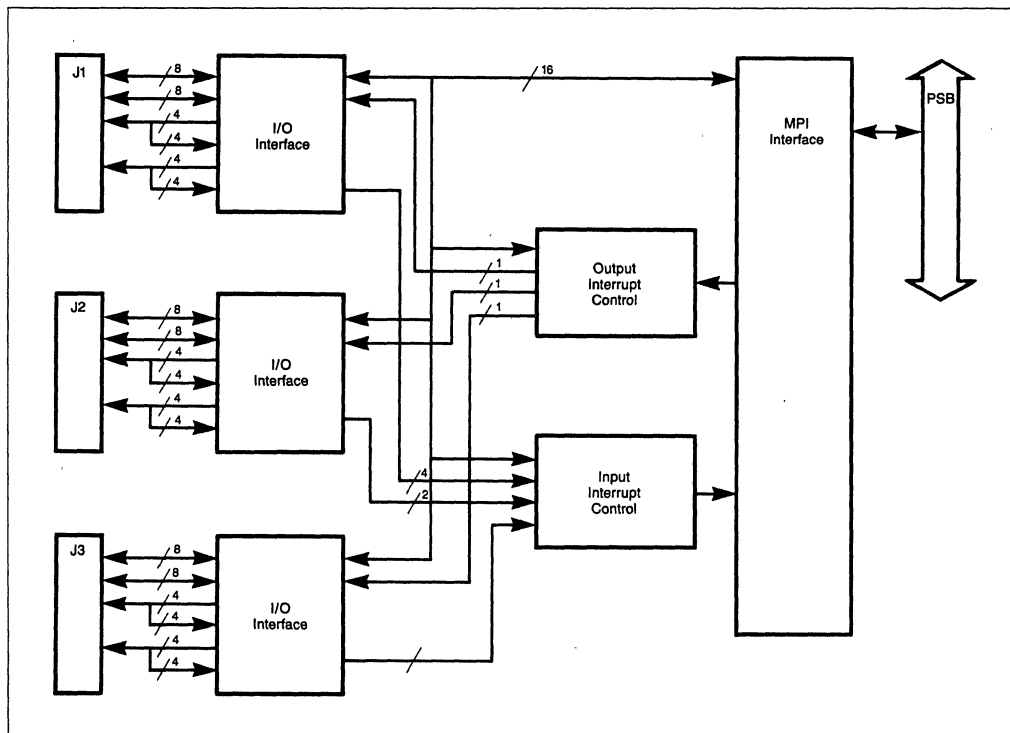 J1
8
8
4
4
4
4
I/O
Interface
16
MPI
Interface
PSB
Output
Interrupt
Control
1
1
1
J2
8
8
4
4
4
4
I/O
Interface
Input
Interrupt
Control
4
2
J3
8
8
4
4
4
4
I/O
Interface